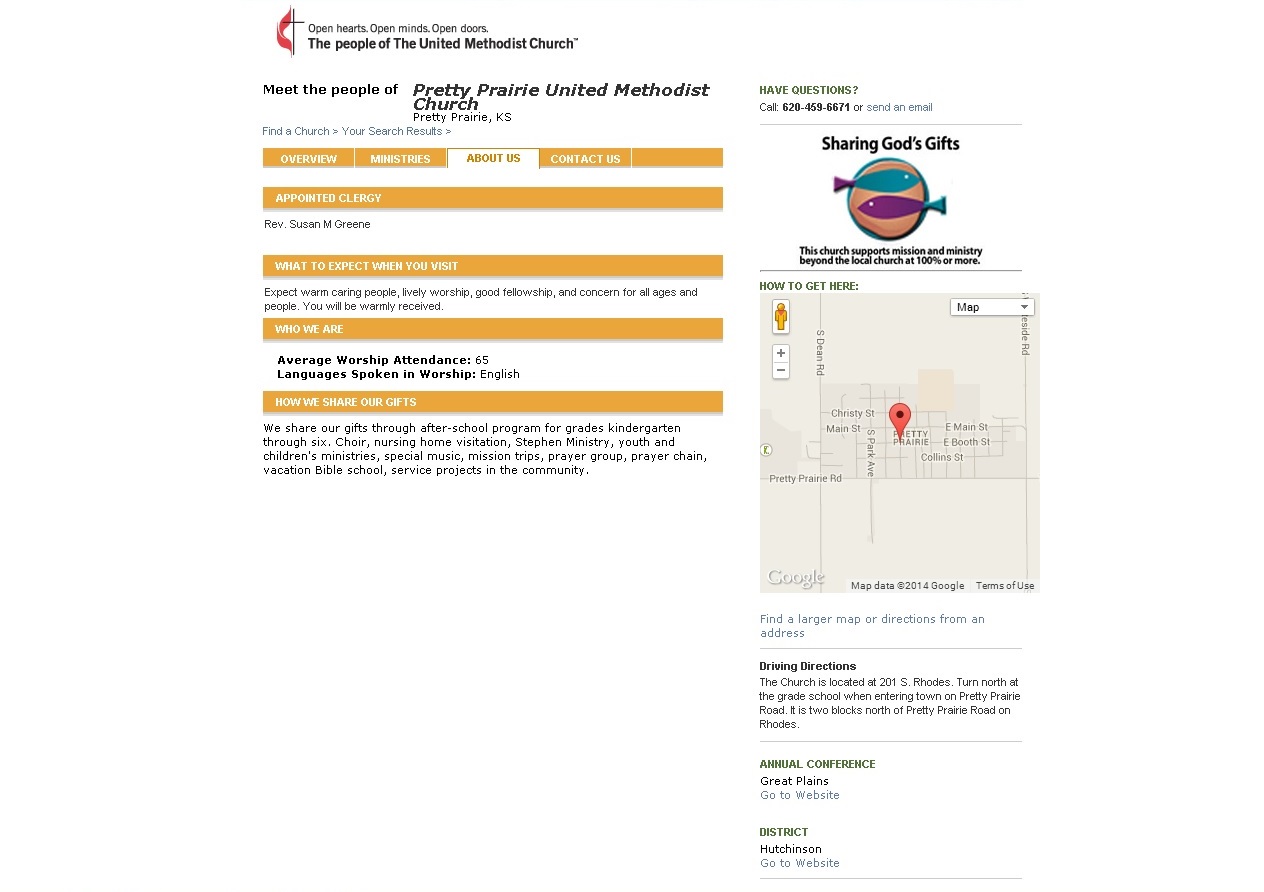 Open hearts. Open minds. Open doors.
The people of The United Methodist Church™
Meet the people of
Pretty Prairie United Methodist
Church
Pretty Prairie, KS
Find a Church > Your Search Results >
OVERVIEW
MINISTRIES
ABOUT US
CONTACT US
APPOINTED CLERGY
Rev. Susan M Greene
WHAT TO EXPECT WHEN YOU VISIT
Expect warm caring people, lively worship, good fellowship, and concern for all ages and
people. You will be warmly received.
WHO WE ARE
Average Worship Attendance: 65
Languages Spoken in Worship: English
HOW WE SHARE OUR GIFTS
We share our gifts through after-school program for grades kindergarten
through six. Choir, nursing home visitation, Stephen Ministry, youth and
children's ministries, special music, mission trips, prayer group, prayer chain,
vacation Bible school, service projects in the community.
HAVE QUESTIONS?
Call: 620-459-6671 or send an email
Sharing God's Gifts
This church supports mission and ministry
beyond the local church at 100% or more.
HOW TO GET HERE:
Map
S Dean Rd
eside Rd
Christy St
Main St
S Park Ave
PRETTY
PRAIRIE
E Main St
E Booth St
Collins St
Pretty Prairie Rd
Google
Map data ©2014 Google
Terms of Use
Find a larger map or directions from an
address
Driving Directions
The Church is located at 201 S. Rhodes. Turn north at
the grade school when entering town on Pretty Prairie
Road. It is two blocks north of Pretty Prairie Road on
Rhodes.
ANNUAL CONFERENCE
Great Plains
Go to Website
DISTRICT
Hutchinson
Go to Website